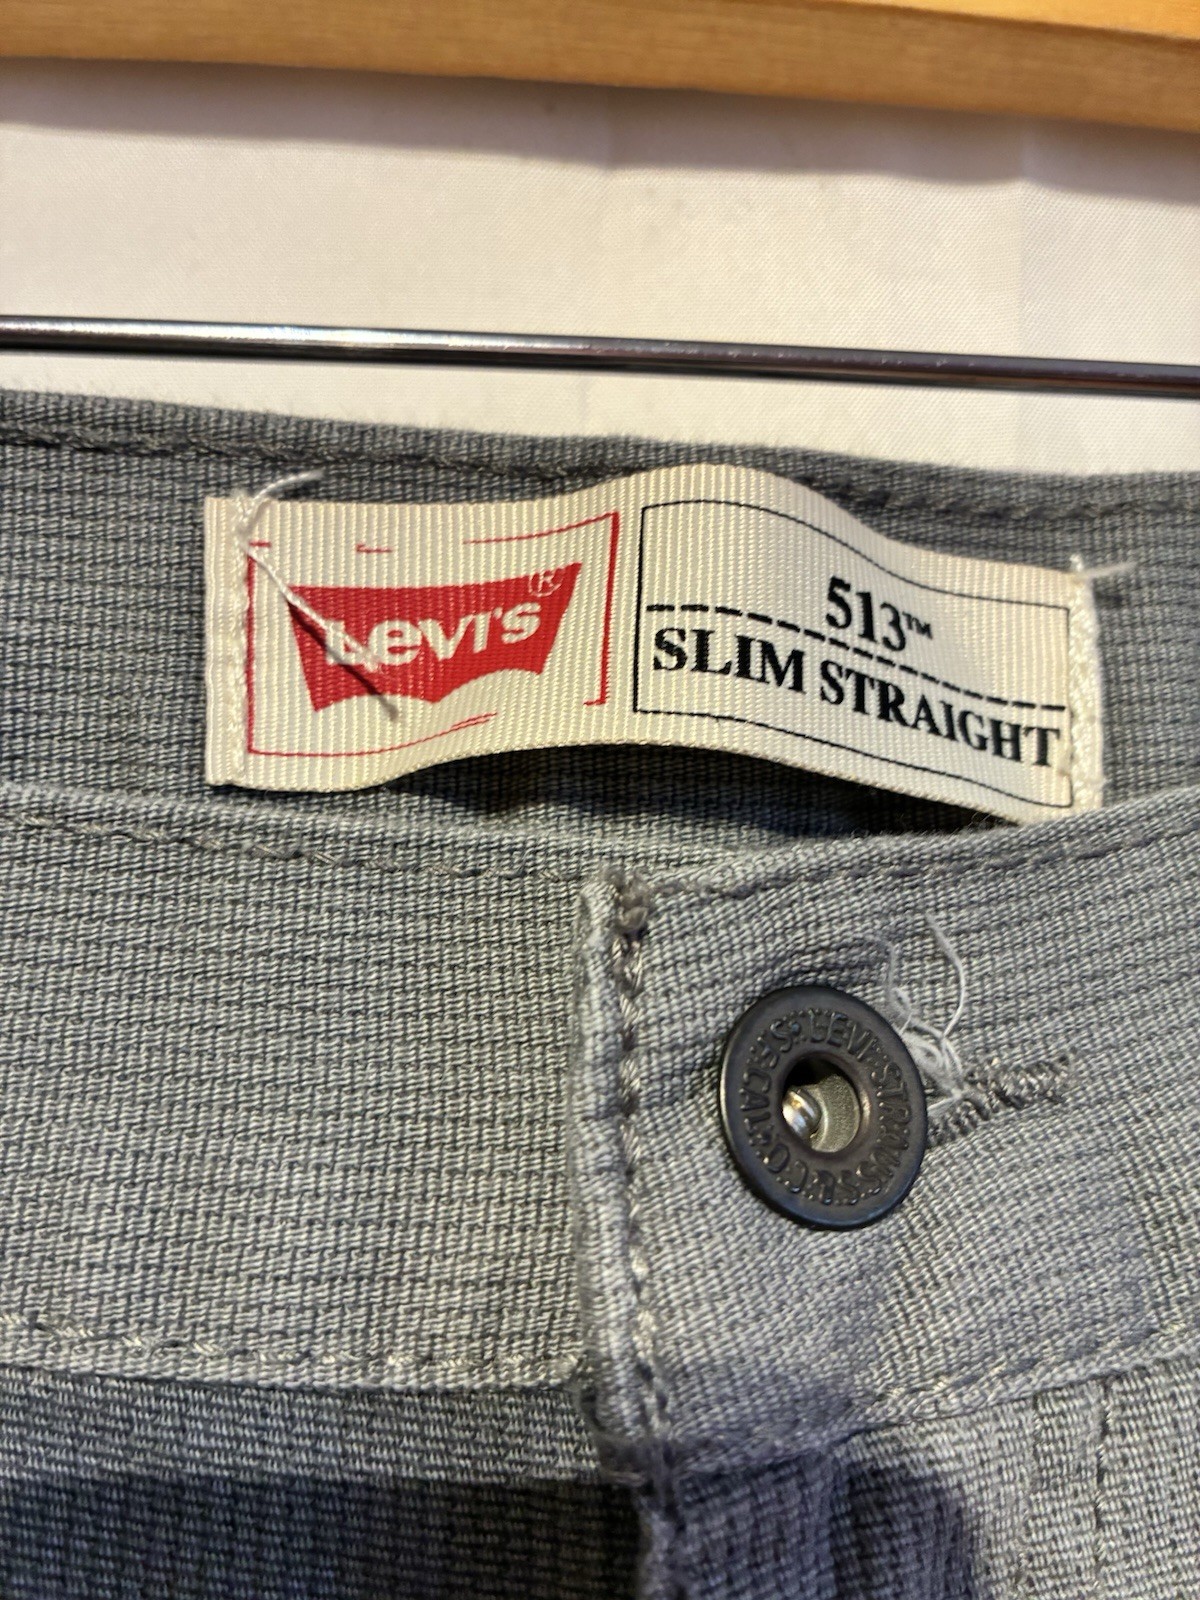 LEVI'S®
513™
SLIM STRAIGHT
LEVI STRAUSS & CO. S.F. CAL.